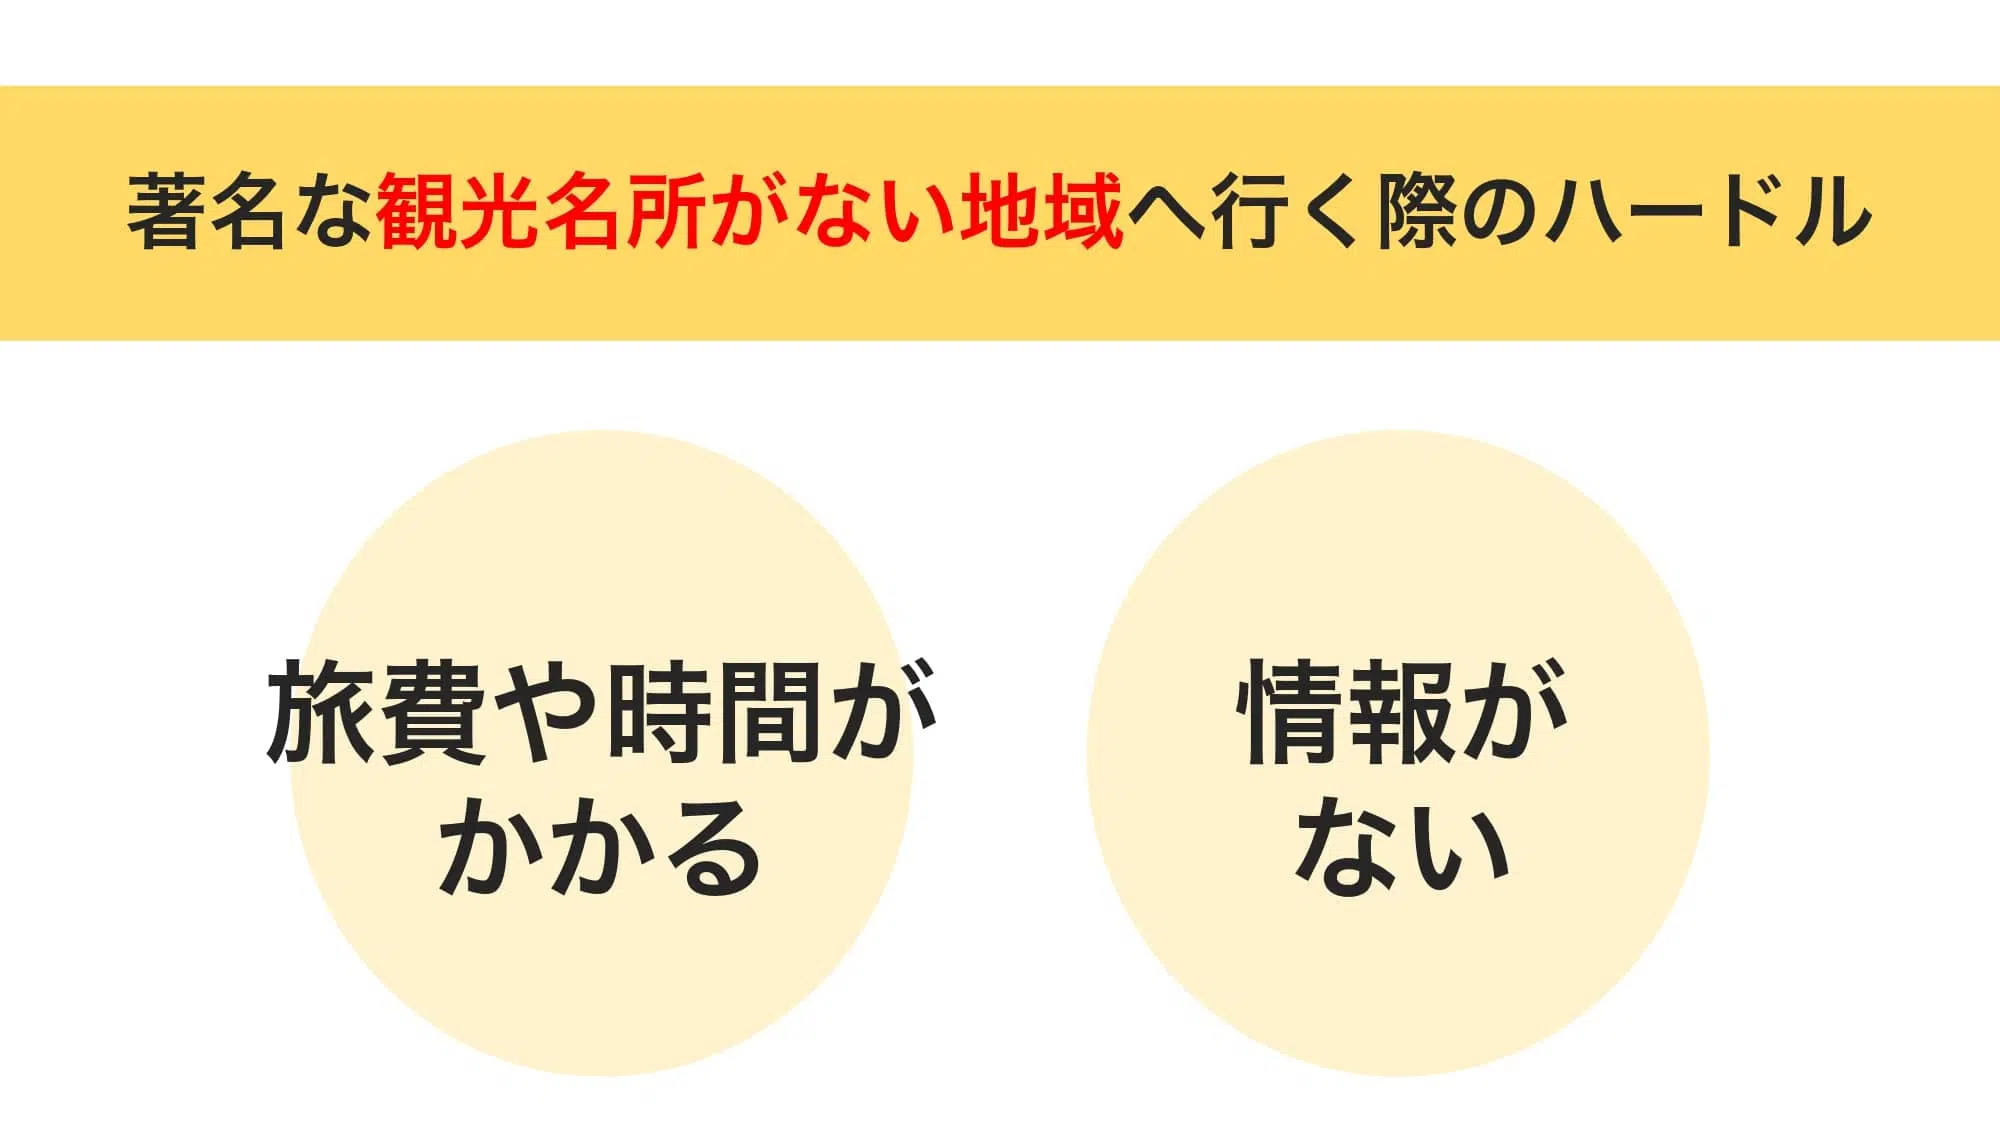 著名な観光名所がない地域へ行く際のハードル
旅費や時間が
かかる
情報が
ない